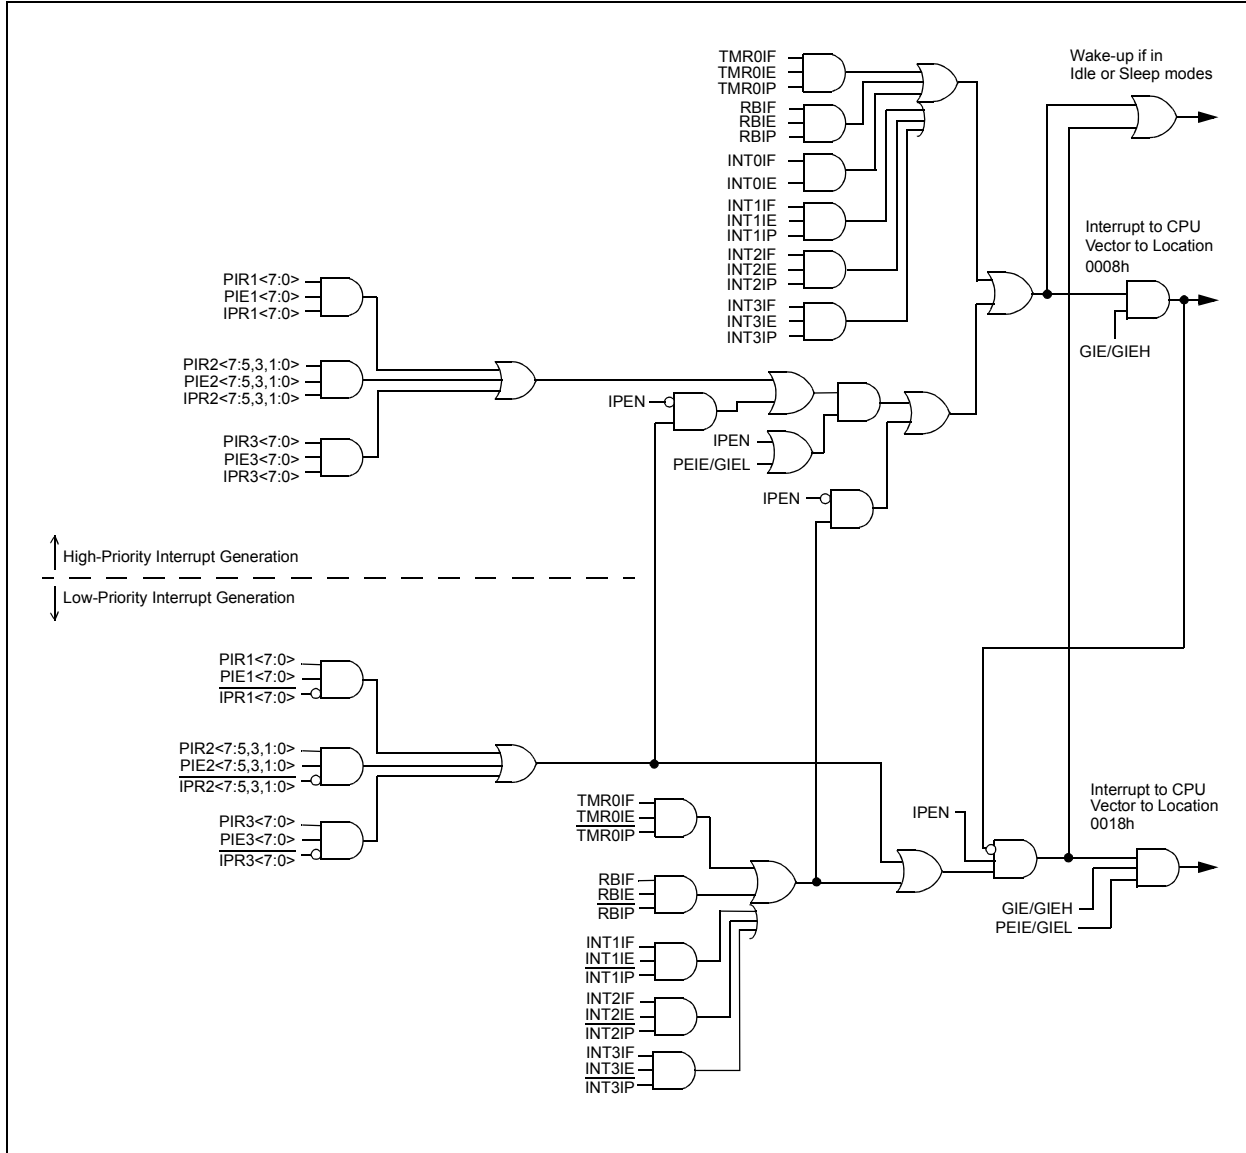 TMR0IF
TMR0IE
TMR0IP
RBIF
RBIE
RBIP
INT0IF
INT0IE
INT1IF
INT1IE
INT1IP
INT2IF
INT2IE
INT2IP
INT3IF
INT3IE
INT3IP
Wake-up if in
Idle or Sleep modes
Interrupt to CPU
Vector to Location
0008h
GIE/GIEH
PIR1<7:0>
PIE1<7:0>
IPR1<7:0>
PIR2<7:5,3,1:0>
PIE2<7:5,3,1:0>
IPR2<7:5,3,1:0>
PIR3<7:0>
PIE3<7:0>
IPR3<7:0>
IPEN
IPEN
PEIE/GIEL
IPEN
High-Priority Interrupt Generation
Low-Priority Interrupt Generation
PIR1<7:0>
PIE1<7:0>
IPR1<7:0>
PIR2<7:5,3,1:0>
PIE2<7:5,3,1:0>
IPR2<7:5,3,1:0>
PIR3<7:0>
PIE3<7:0>
IPR3<7:0>
TMR0IF
TMR0IE
TMR0IP
RBIF
RBIE
RBIP
INT1IF
INT1IE
INT1IP
INT2IF
INT2IE
INT2IP
INT3IF
INT3IE
INT3IP
IPEN
Interrupt to CPU
Vector to Location
0018h
GIE/GIEH
PEIE/GIEL